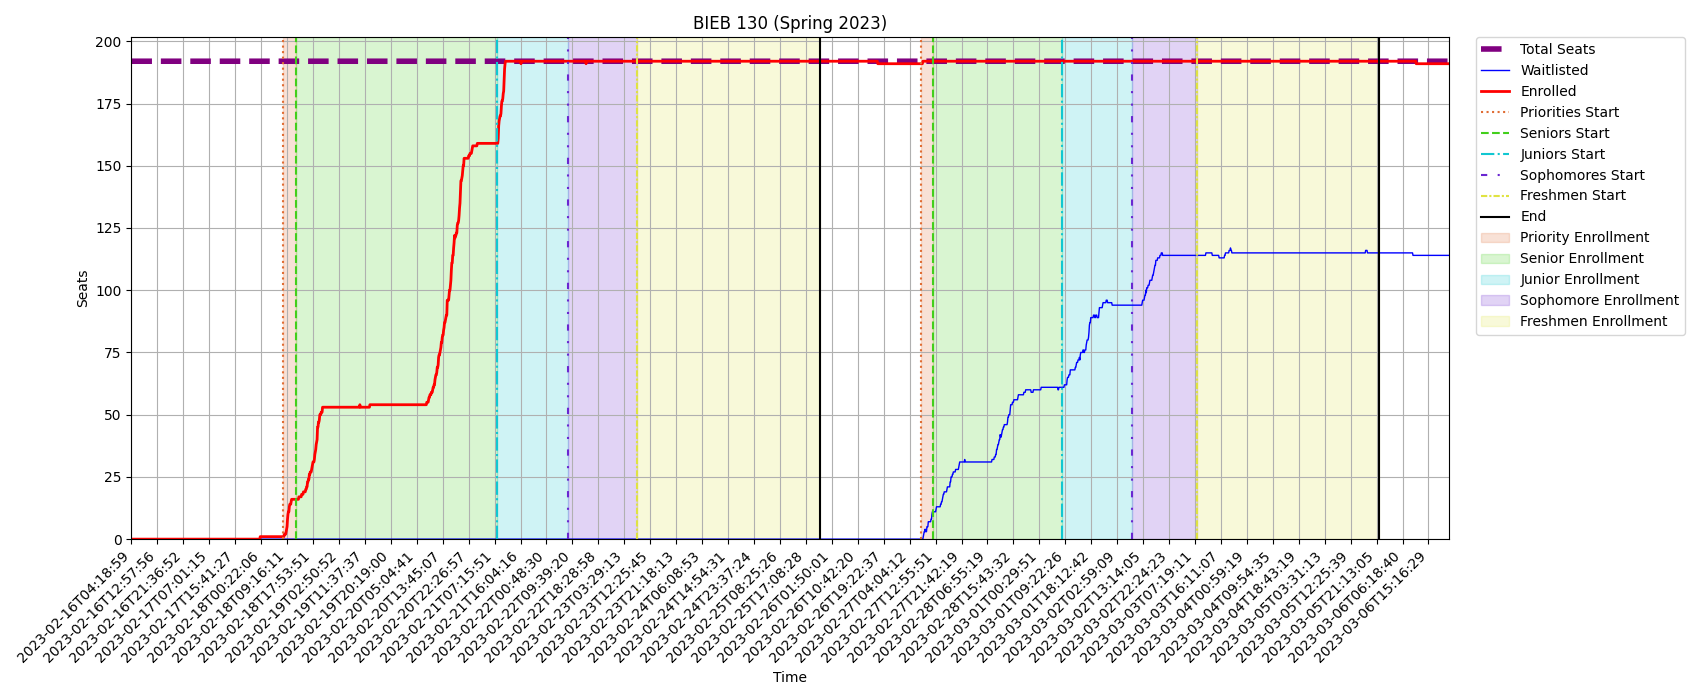 BIEB 130 (Spring 2023)
Seats
200
175
150
125
100
75
50
25
0
2023-02-16T04:18:59
2023-02-16T12:57:56
2023-02-16T21:36:52
2023-02-17T07:01:15
2023-02-17T15:41:27
2023-02-18T00:22:06
2023-02-18T09:16:11
2023-02-18T17:53:51
2023-02-19T02:50:52
2023-02-19T11:37:37
2023-02-19T20:19:00
2023-02-20T05:04:41
2023-02-20T13:45:07
2023-02-20T22:26:57
2023-02-21T07:15:51
2023-02-21T16:04:16
2023-02-22T00:48:30
2023-02-22T09:39:20
2023-02-22T18:28:58
2023-02-23T03:29:13
2023-02-23T12:25:45
2023-02-23T21:18:13
2023-02-24T06:08:53
2023-02-24T14:54:31
2023-02-24T23:37:24
2023-02-25T08:25:26
2023-02-25T17:08:28
2023-02-26T01:50:01
2023-02-26T10:42:20
2023-02-26T19:22:37
2023-02-27T04:04:12
2023-02-27T12:55:51
2023-02-27T21:42:19
2023-02-28T06:55:19
2023-02-28T15:43:32
2023-03-01T00:29:51
2023-03-01T09:22:26
2023-03-01T18:12:42
2023-03-02T02:59:09
2023-03-02T13:14:05
2023-03-02T22:24:23
2023-03-03T07:19:11
2023-03-03T16:11:07
2023-03-04T00:59:19
2023-03-04T09:54:35
2023-03-04T18:43:19
2023-03-05T03:31:13
2023-03-05T12:25:39
2023-03-05T21:13:05
2023-03-06T06:18:40
2023-03-06T15:16:29
Time
Total Seats
Waitlisted
Enrolled
Priorities Start
Seniors Start
Juniors Start
Sophomores Start
Freshmen Start
End
Priority Enrollment
Senior Enrollment
Junior Enrollment
Sophomore Enrollment
Freshmen Enrollment